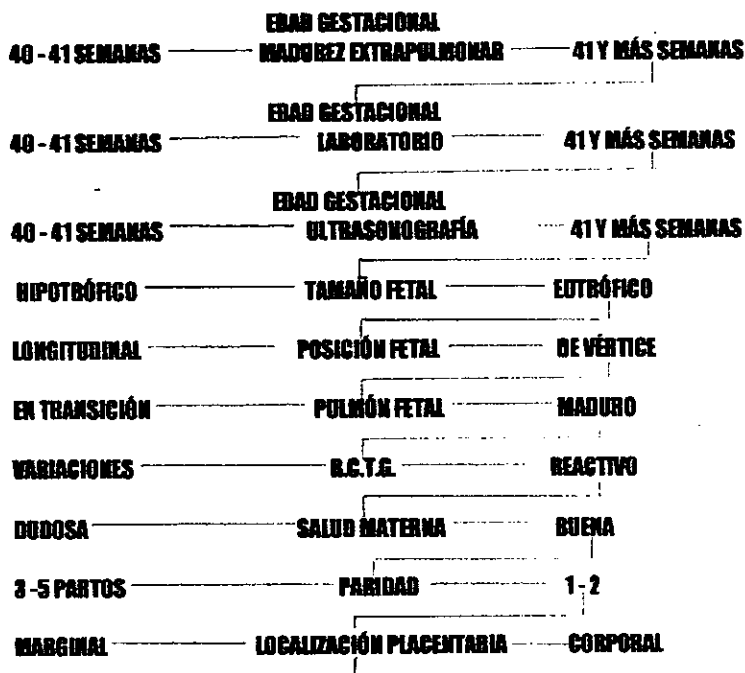 EDAD GESTACIONAL
40 - 41 SEMANAS MADUREZ EXTRAPULMONAR 41 Y MÁS SEMANAS
EDAD GESTACIONAL
40 - 41 SEMANAS LABORATORIO 41 Y MÁS SEMANAS
EDAD GESTACIONAL
40 - 41 SEMANAS ULTRASONOGRAFÍA 41 Y MÁS SEMANAS
HIPOTRÓFICO TAMAÑO FETAL EUTRÓFICO
LONGITUDINAL POSICIÓN FETAL DE VÉRTICE
EN TRANSICIÓN PULMÓN FETAL MADURO
VARIACIONES R.C.T.G. REACTIVO
DUDOSA SALUD MATERNA BUENA
3 -5 PARTOS PARIDAD 1 - 2
MARGINAL LOCALIZACIÓN PLACENTARIA CORPORAL